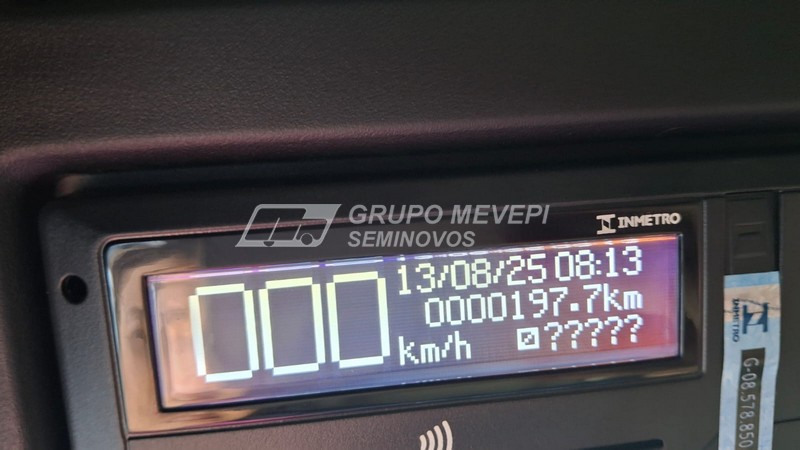 GRUPO MEVEPI
SEMINOVOS
INMETRO
000
13/08/25 08:13
0000197.7km
km/h
?????
INMETRO
G-08.578.850